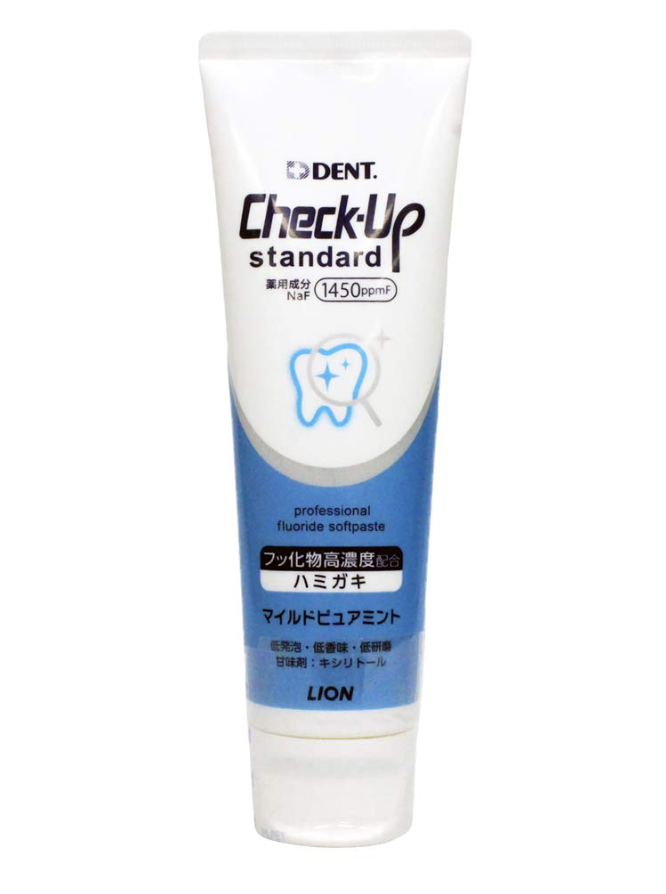 DENT.
Check-Up
standard
薬用成分
NaF 1450ppmF
professional
fluoride softpaste
フッ化物高濃度配合
ハミガキ
マイルドピュアミント
低発泡・低香味・低研磨
甘味剤：キシリトール
LION